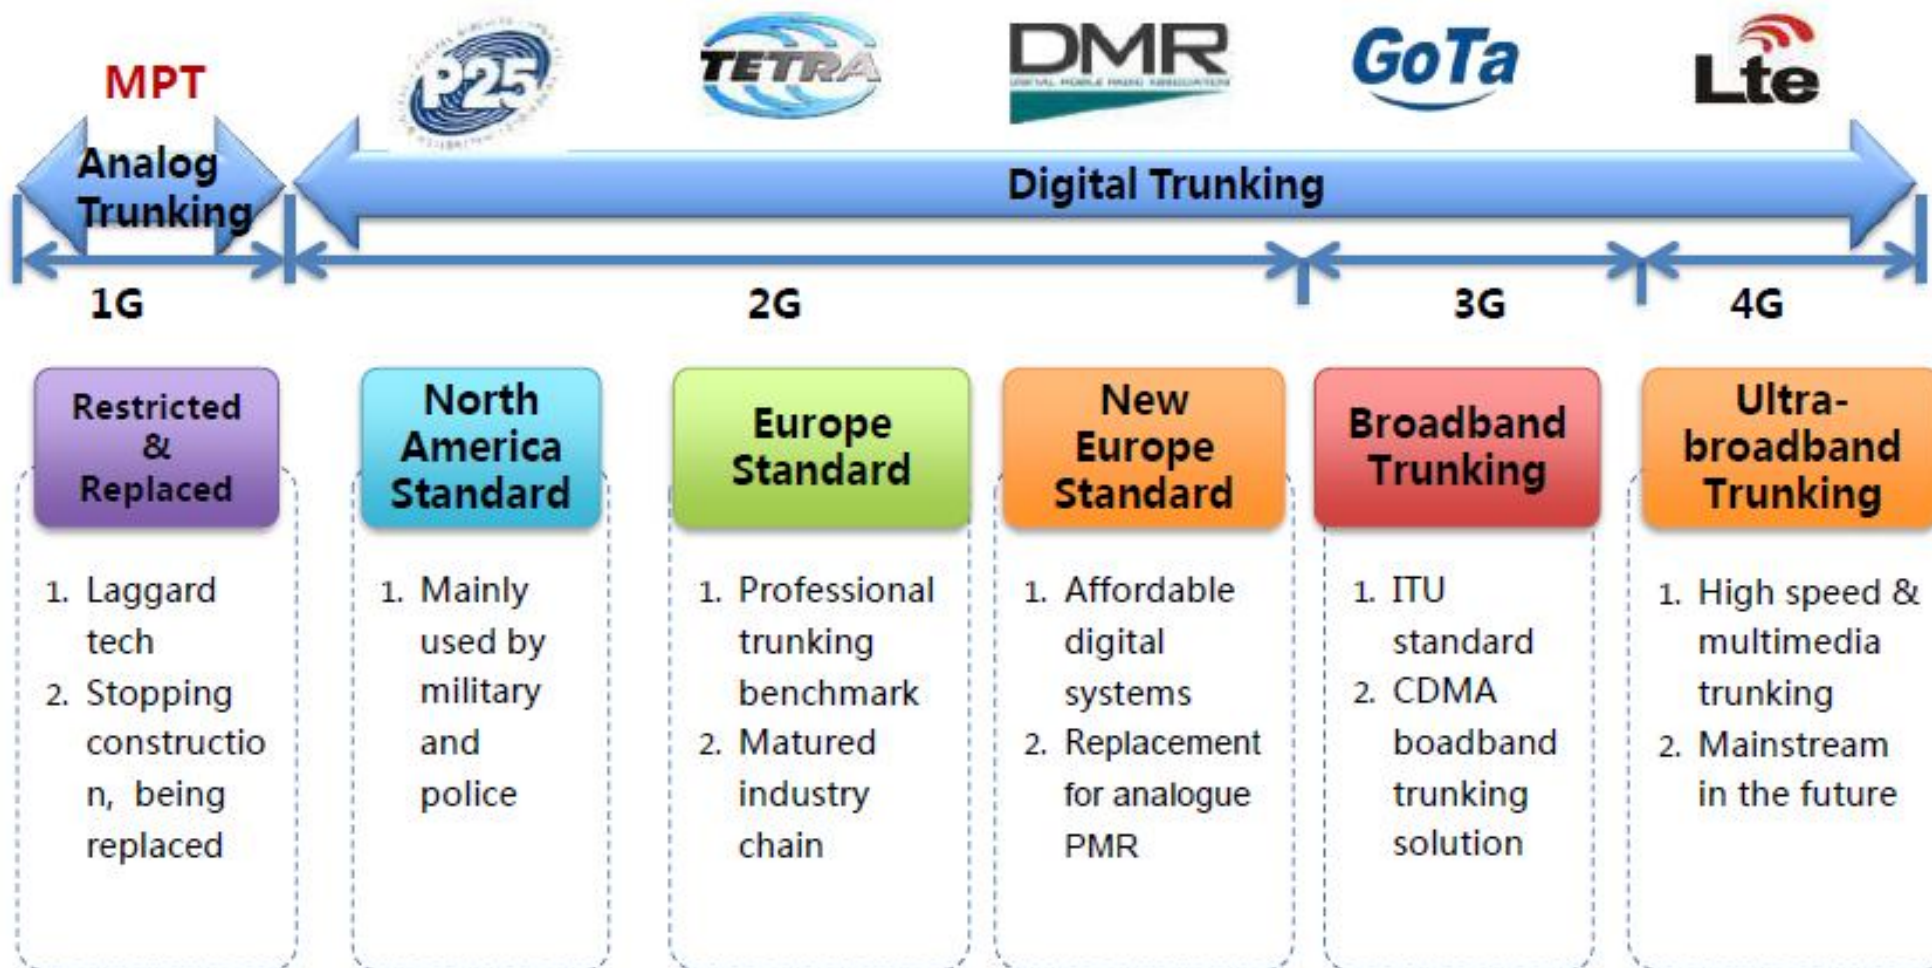 MPT
P25
TETRA
DMR
DIGITAL MOBILE RADIO ASSOCIATION
GoTa
Lte
Analog
Trunking
Digital Trunking
1G
2G
3G
4G
Restricted
&
Replaced
1. Laggard
tech
2. Stopping
constructio
n, being
replaced
North
America
Standard
1. Mainly
used by
military
and
police
Europe
Standard
1. Professional
trunking
benchmark
2. Matured
industry
chain
New
Europe
Standard
1. Affordable
digital
systems
2. Replacement
for analogue
PMR
Broadband
Trunking
1. ITU
standard
2. CDMA
boadband
trunking
solution
Ultra-
broadband
Trunking
1. High speed &
multimedia
trunking
2. Mainstream
in the future